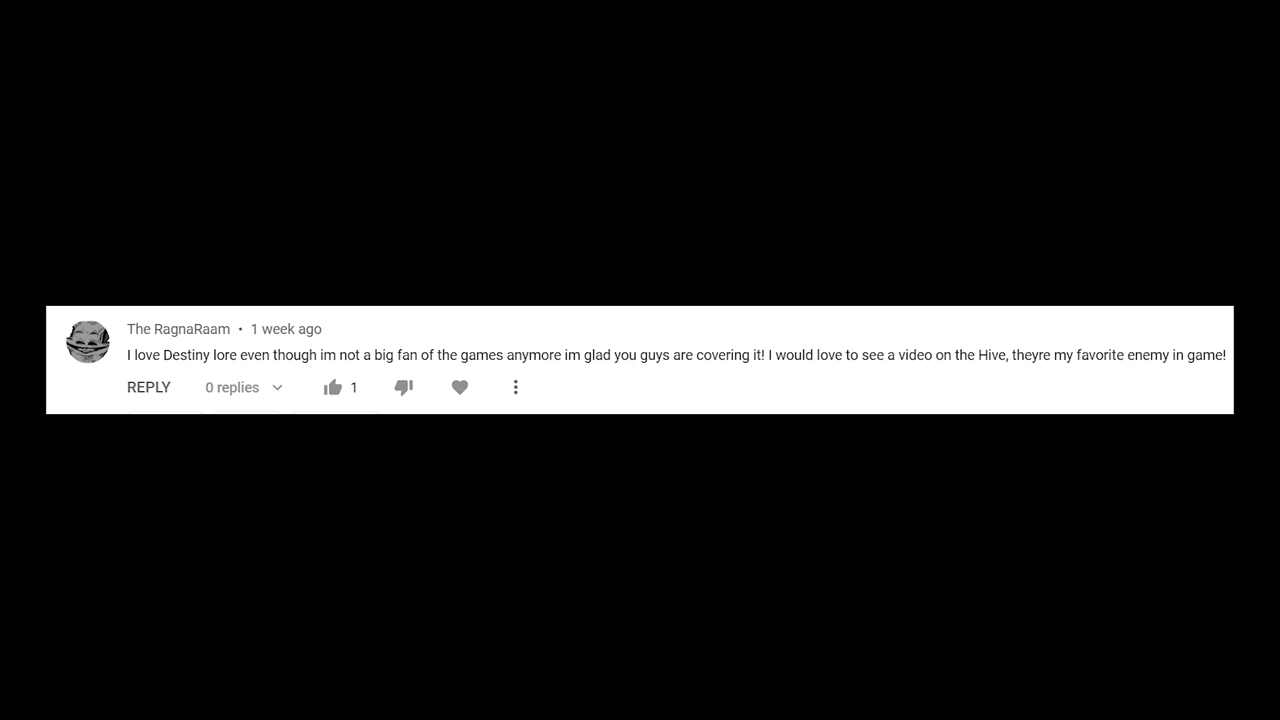 The RagnaRaam • 1 week ago
I love Destiny lore even though im not a big fan of the games anymore im glad you guys are covering it! I would love to see a video on the Hive, theyre my favorite enemy in game!
REPLY 0 replies 1